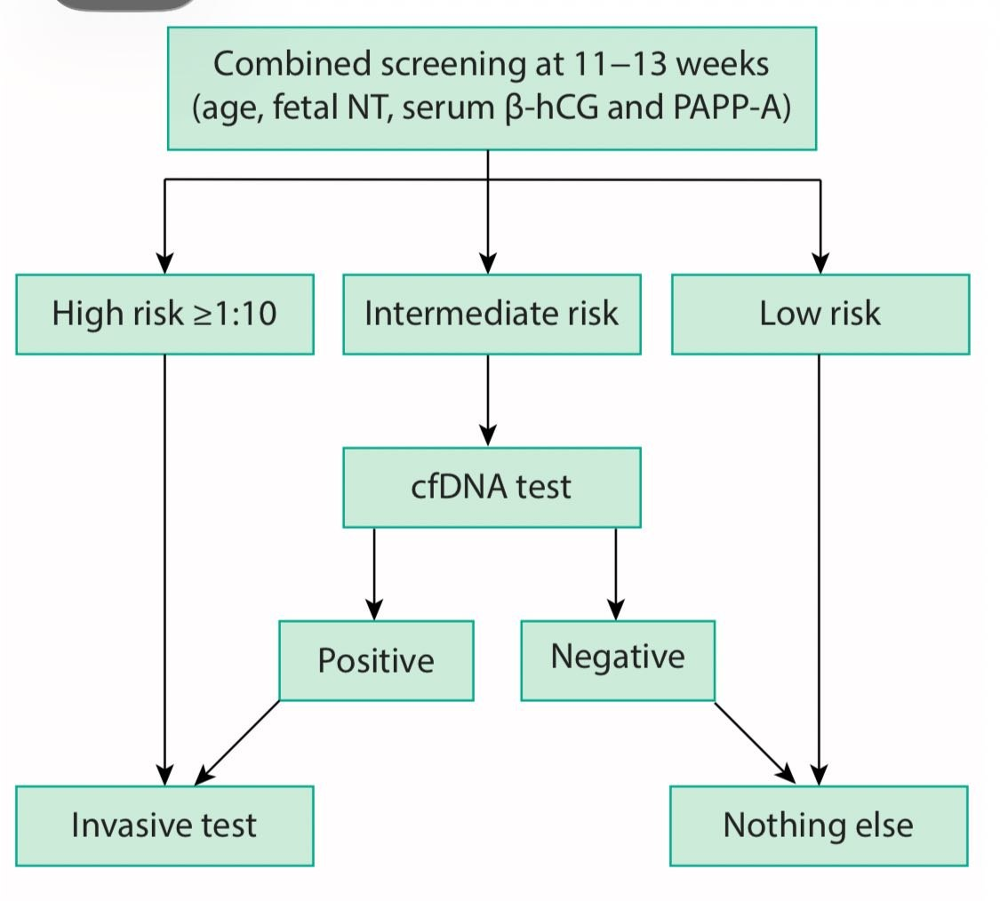 Combined screening at 11–13 weeks
(age, fetal NT, serum β-hCG and PAPP-A)
High risk ≥1:10
Intermediate risk
Low risk
cfDNA test
Positive
Negative
Invasive test
Nothing else